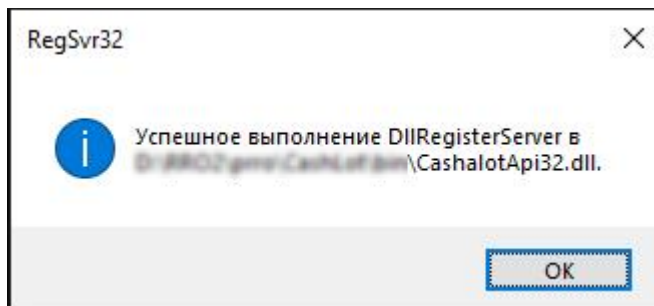 RegSvr32
Успешное выполнение DllRegisterServer в
\CashalotApi32.dll.
OK